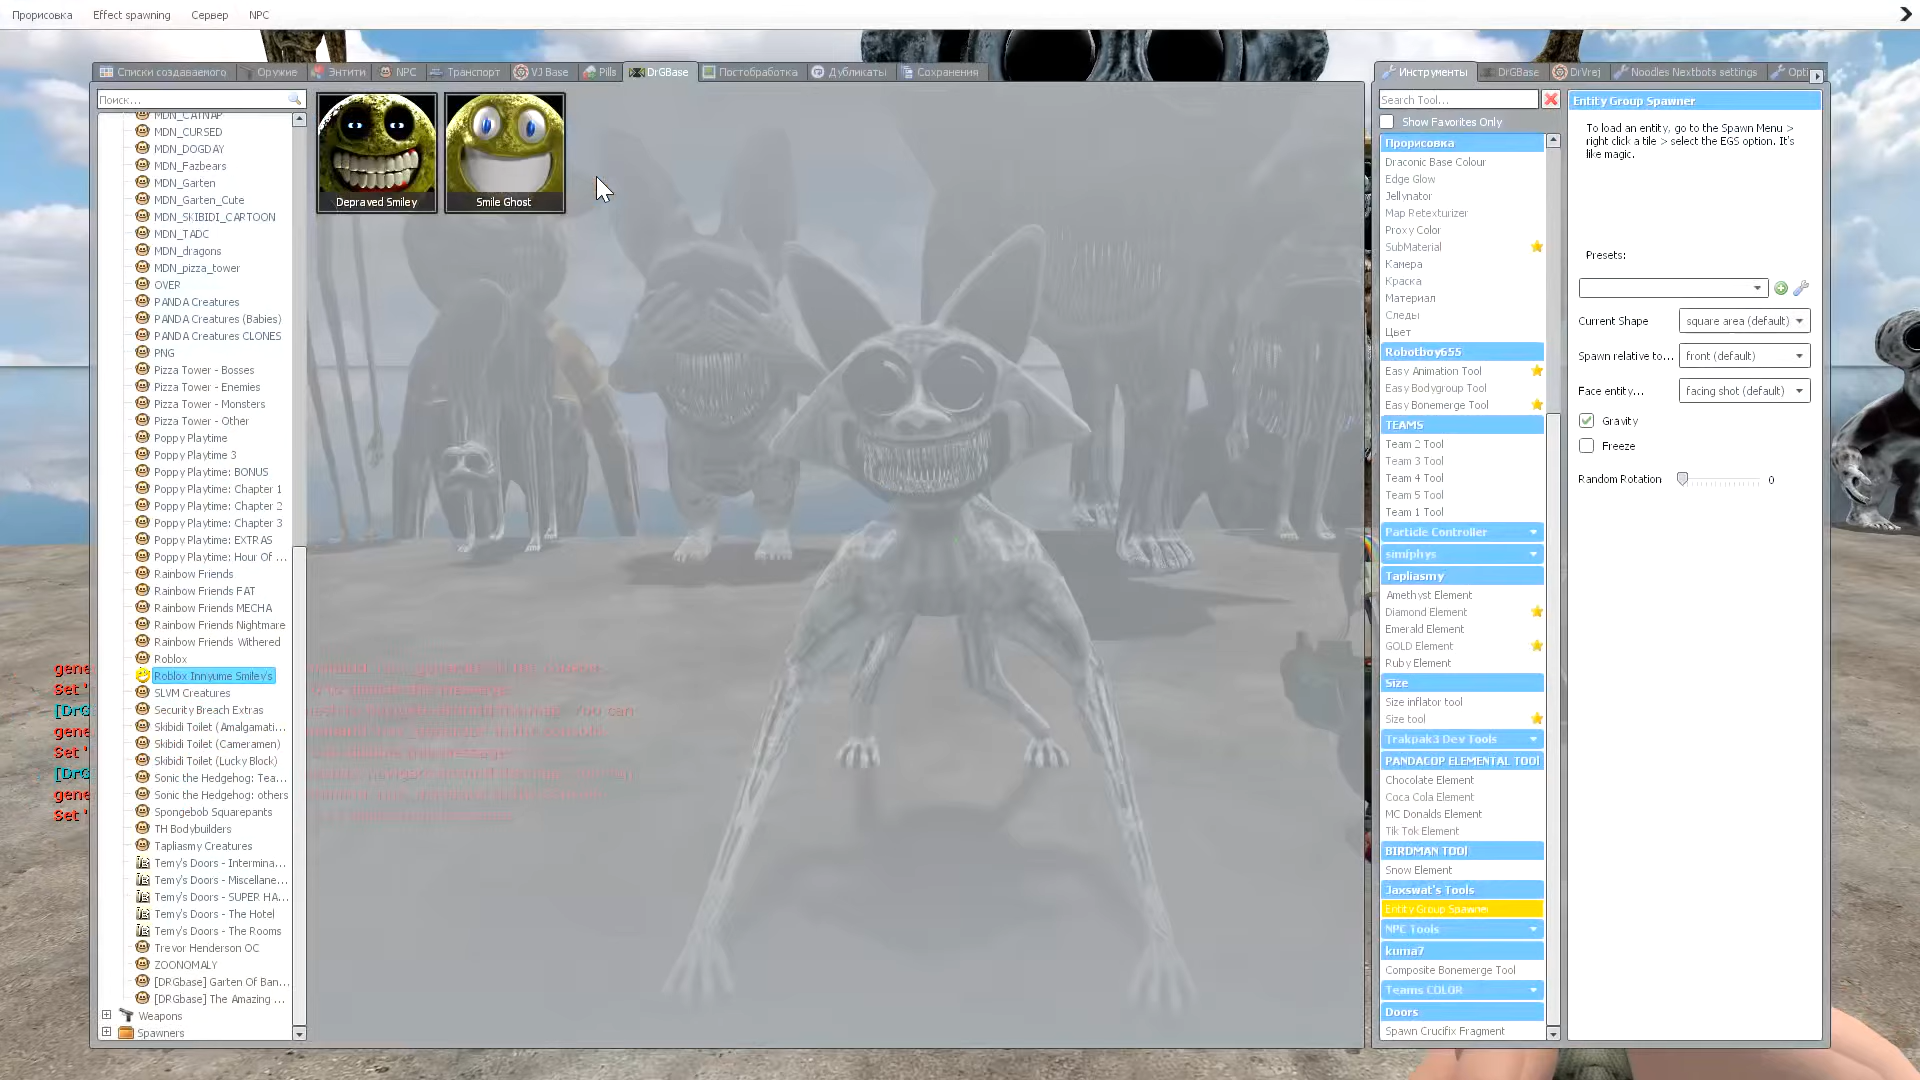 Прорисовка
Effect spawning
Сервер
NPC
Списки создаваемого
Оружие
Энтити
NPC
Транспорт
VJ Base
Pills
DrGBase
Постобработка
Дубликаты
Сохранения
Поиск...
MDN_CATNAP
MDN_CURSED
MDN_DOGDAY
MDN_Fazbears
MDN_Garten
MDN_Garten_Cute
MDN_SKIBIDI_CARTOON
MDN_TADC
MDN_dragons
MDN_pizza_tower
OVER
PANDA Creatures
PANDA Creatures (Babies)
PANDA Creatures CLONES
PNG
Pizza Tower - Bosses
Pizza Tower - Enemies
Pizza Tower - Monsters
Pizza Tower - Other
Poppy Playtime
Poppy Playtime 3
Poppy Playtime: BONUS
Poppy Playtime: Chapter 1
Poppy Playtime: Chapter 2
Poppy Playtime: Chapter 3
Poppy Playtime: EXTRAS
Poppy Playtime: Hour Of ...
Rainbow Friends
Rainbow Friends FAT
Rainbow Friends MECHA
Rainbow Friends Nightmare
Rainbow Friends Withered
Roblox
Roblox Innyume Smiley's
SLVM Creatures
Security Breach Extras
Skibidi Toilet (Amalgamati...
Skibidi Toilet (Cameramen)
Skibidi Toilet (Lucky Block)
Sonic the Hedgehog: Tea...
Sonic the Hedgehog: others
Spongebob Squarepants
TH Bodybuilders
Tapliasmy Creatures
Temy's Doors - Intermina...
Temy's Doors - Miscellane...
Temy's Doors - SUPER HA...
Temy's Doors - The Hotel
Temy's Doors - The Rooms
Trevor Henderson OC
ZOONOMALY
[DRGbase] Garten Of Ban...
[DRGbase] The Amazing ...
Weapons
Spawners
Depraved Smiley
Smile Ghost
gene
Set '
[DrG
gene
Set '
[DrG
gene
Set '
Инструменты
DrGBase
DrVrej
Noodles Nextbots settings
Opti
Search Tool...
Show Favorites Only
Прорисовка
Draconic Base Colour
Edge Glow
Jellynator
Map Retexturizer
Proxy Color
SubMaterial
Камера
Краска
Материал
Следы
Цвет
Robotboy655
Easy Animation Tool
Easy Bodygroup Tool
Easy Bonemerge Tool
TEAMS
Team 2 Tool
Team 3 Tool
Team 4 Tool
Team 5 Tool
Team 1 Tool
Particle Controller
simfphys
Tapliasmy
Amethyst Element
Diamond Element
Emerald Element
GOLD Element
Ruby Element
Size
Size inflator tool
Size tool
Trakpak3 Dev Tools
PANDACOP ELEMENTAL TOOl
Chocolate Element
Coca Cola Element
MC Donalds Element
Tik Tok Element
BIRDMAN TOOl
Snow Element
Jaxswat's Tools
Entity Group Spawner
NPC Tools
kuma7
Composite Bonemerge Tool
Teams COLOR
Doors
Spawn Crucifix Fragment
Entity Group Spawner
To load an entity, go to the Spawn Menu >
right click a tile > select the EGS option. It's
like magic.
Presets:
Current Shape
square area (default)
Spawn relative to...
front (default)
Face entity...
facing shot (default)
Gravity
Freeze
Random Rotation
0